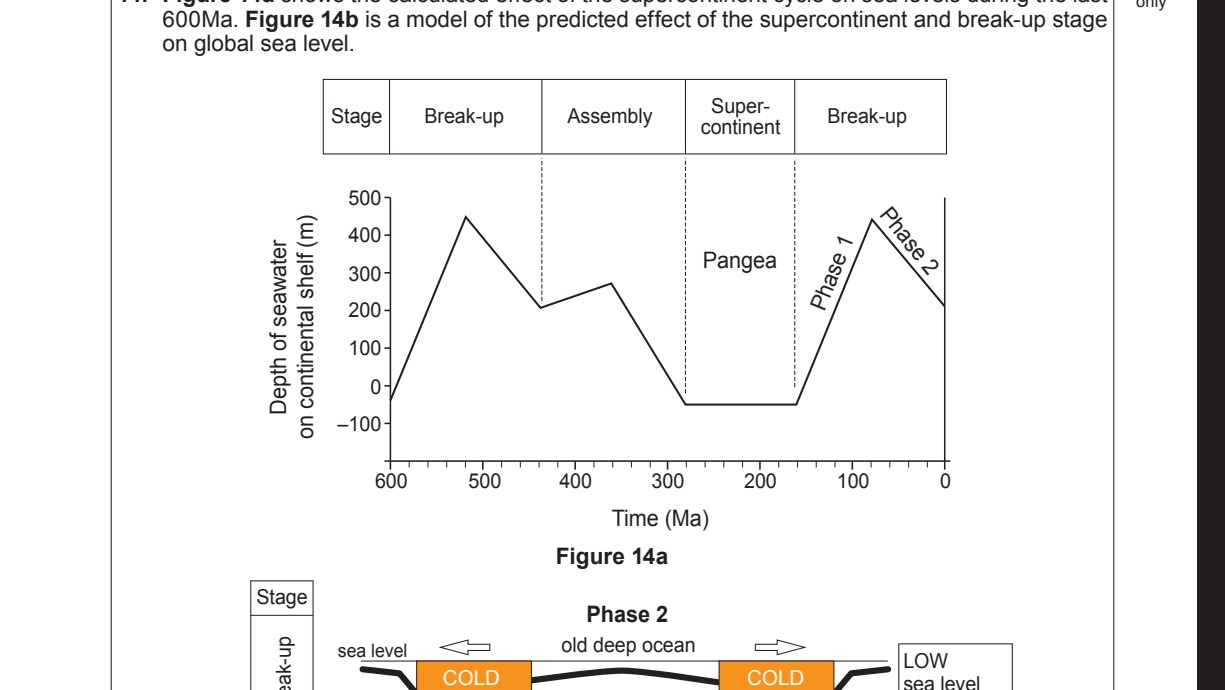 only
600Ma. Figure 14b is a model of the predicted effect of the supercontinent and break-up stage
on global sea level.
Stage
Break-up
Assembly
Super-
continent
Break-up
Depth of seawater
on continental shelf (m)
500
400
300
200
100
0
–100
Pangea
Phase 1
Phase 2
600
500
400
300
200
100
0
Time (Ma)
Figure 14a
Stage
Phase 2
sea level
old deep ocean
COLD
COLD
LOW
sea level